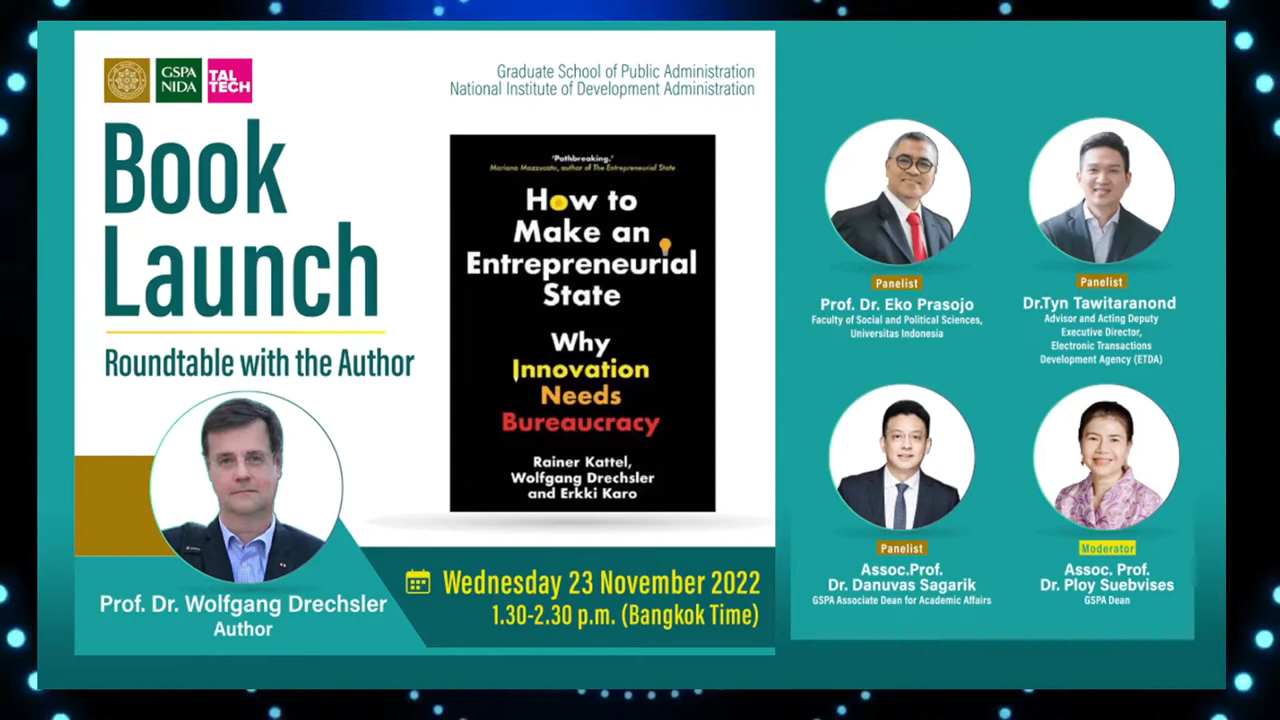 GSPA
NIDA
TAL
TECH
Graduate School of Public Administration
National Institute of Development Administration
Book
Launch
Roundtable with the Author
'Pathbreaking.'
Mariana Mazzucato, author of The Entrepreneurial State
How to
Make an
Entrepreneurial
State
Why
Innovation
Needs
Bureaucracy
Rainer Kattel,
Wolfgang Drechsler
and Erkki Karo
Prof. Dr. Wolfgang Drechsler
Author
Wednesday 23 November 2022
1.30-2.30 p.m. (Bangkok Time)
Panelist
Prof. Dr. Eko Prasojo
Faculty of Social and Political Sciences,
Universitas Indonesia
Panelist
Dr.Tyn Tawitaranond
Advisor and Acting Deputy
Executive Director,
Electronic Transactions
Development Agency (ETDA)
Panelist
Assoc.Prof.
Dr. Danuvas Sagarik
GSPA Associate Dean for Academic Affairs
Moderator
Assoc. Prof.
Dr. Ploy Suebvises
GSPA Dean